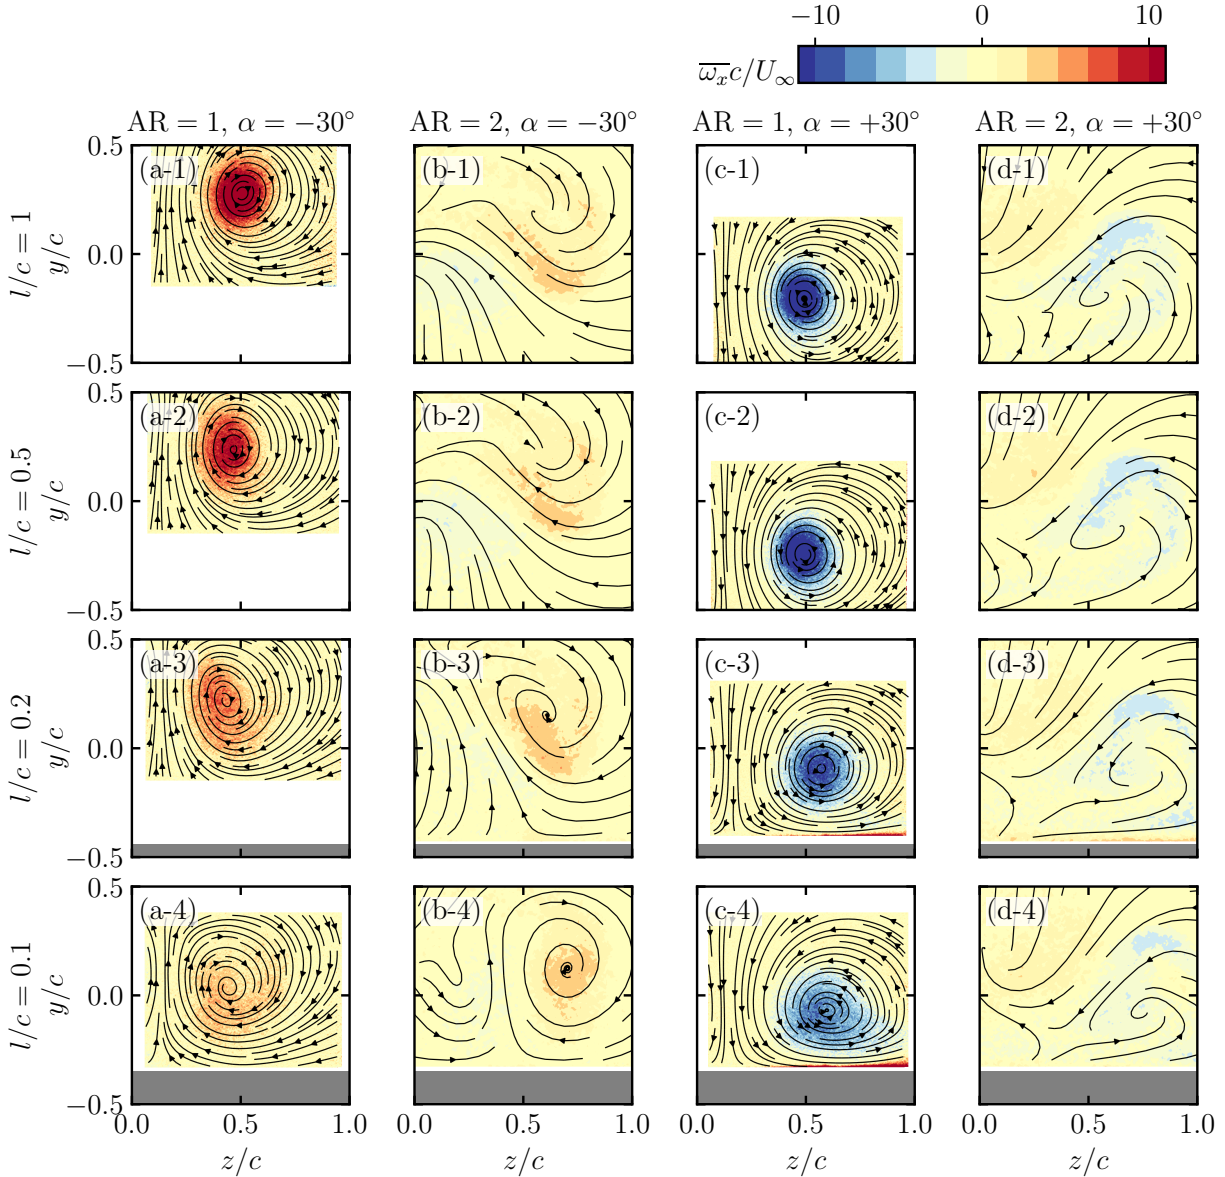 −10 0 10
$\overline{\omega_x}c/U_\infty$
AR = 1, α = −30° AR = 2, α = −30° AR = 1, α = +30° AR = 2, α = +30°
l/c = 1
y/c
0.5
0.0
−0.5
(a-1) (b-1) (c-1) (d-1)
l/c = 0.5
y/c
0.5
0.0
−0.5
(a-2) (b-2) (c-2) (d-2)
l/c = 0.2
y/c
0.5
0.0
−0.5
(a-3) (b-3) (c-3) (d-3)
l/c = 0.1
y/c
0.5
0.0
−0.5
(a-4) (b-4) (c-4) (d-4)
0.0 0.5 1.0 0.0 0.5 1.0 0.0 0.5 1.0 0.0 0.5 1.0
z/c z/c z/c z/c